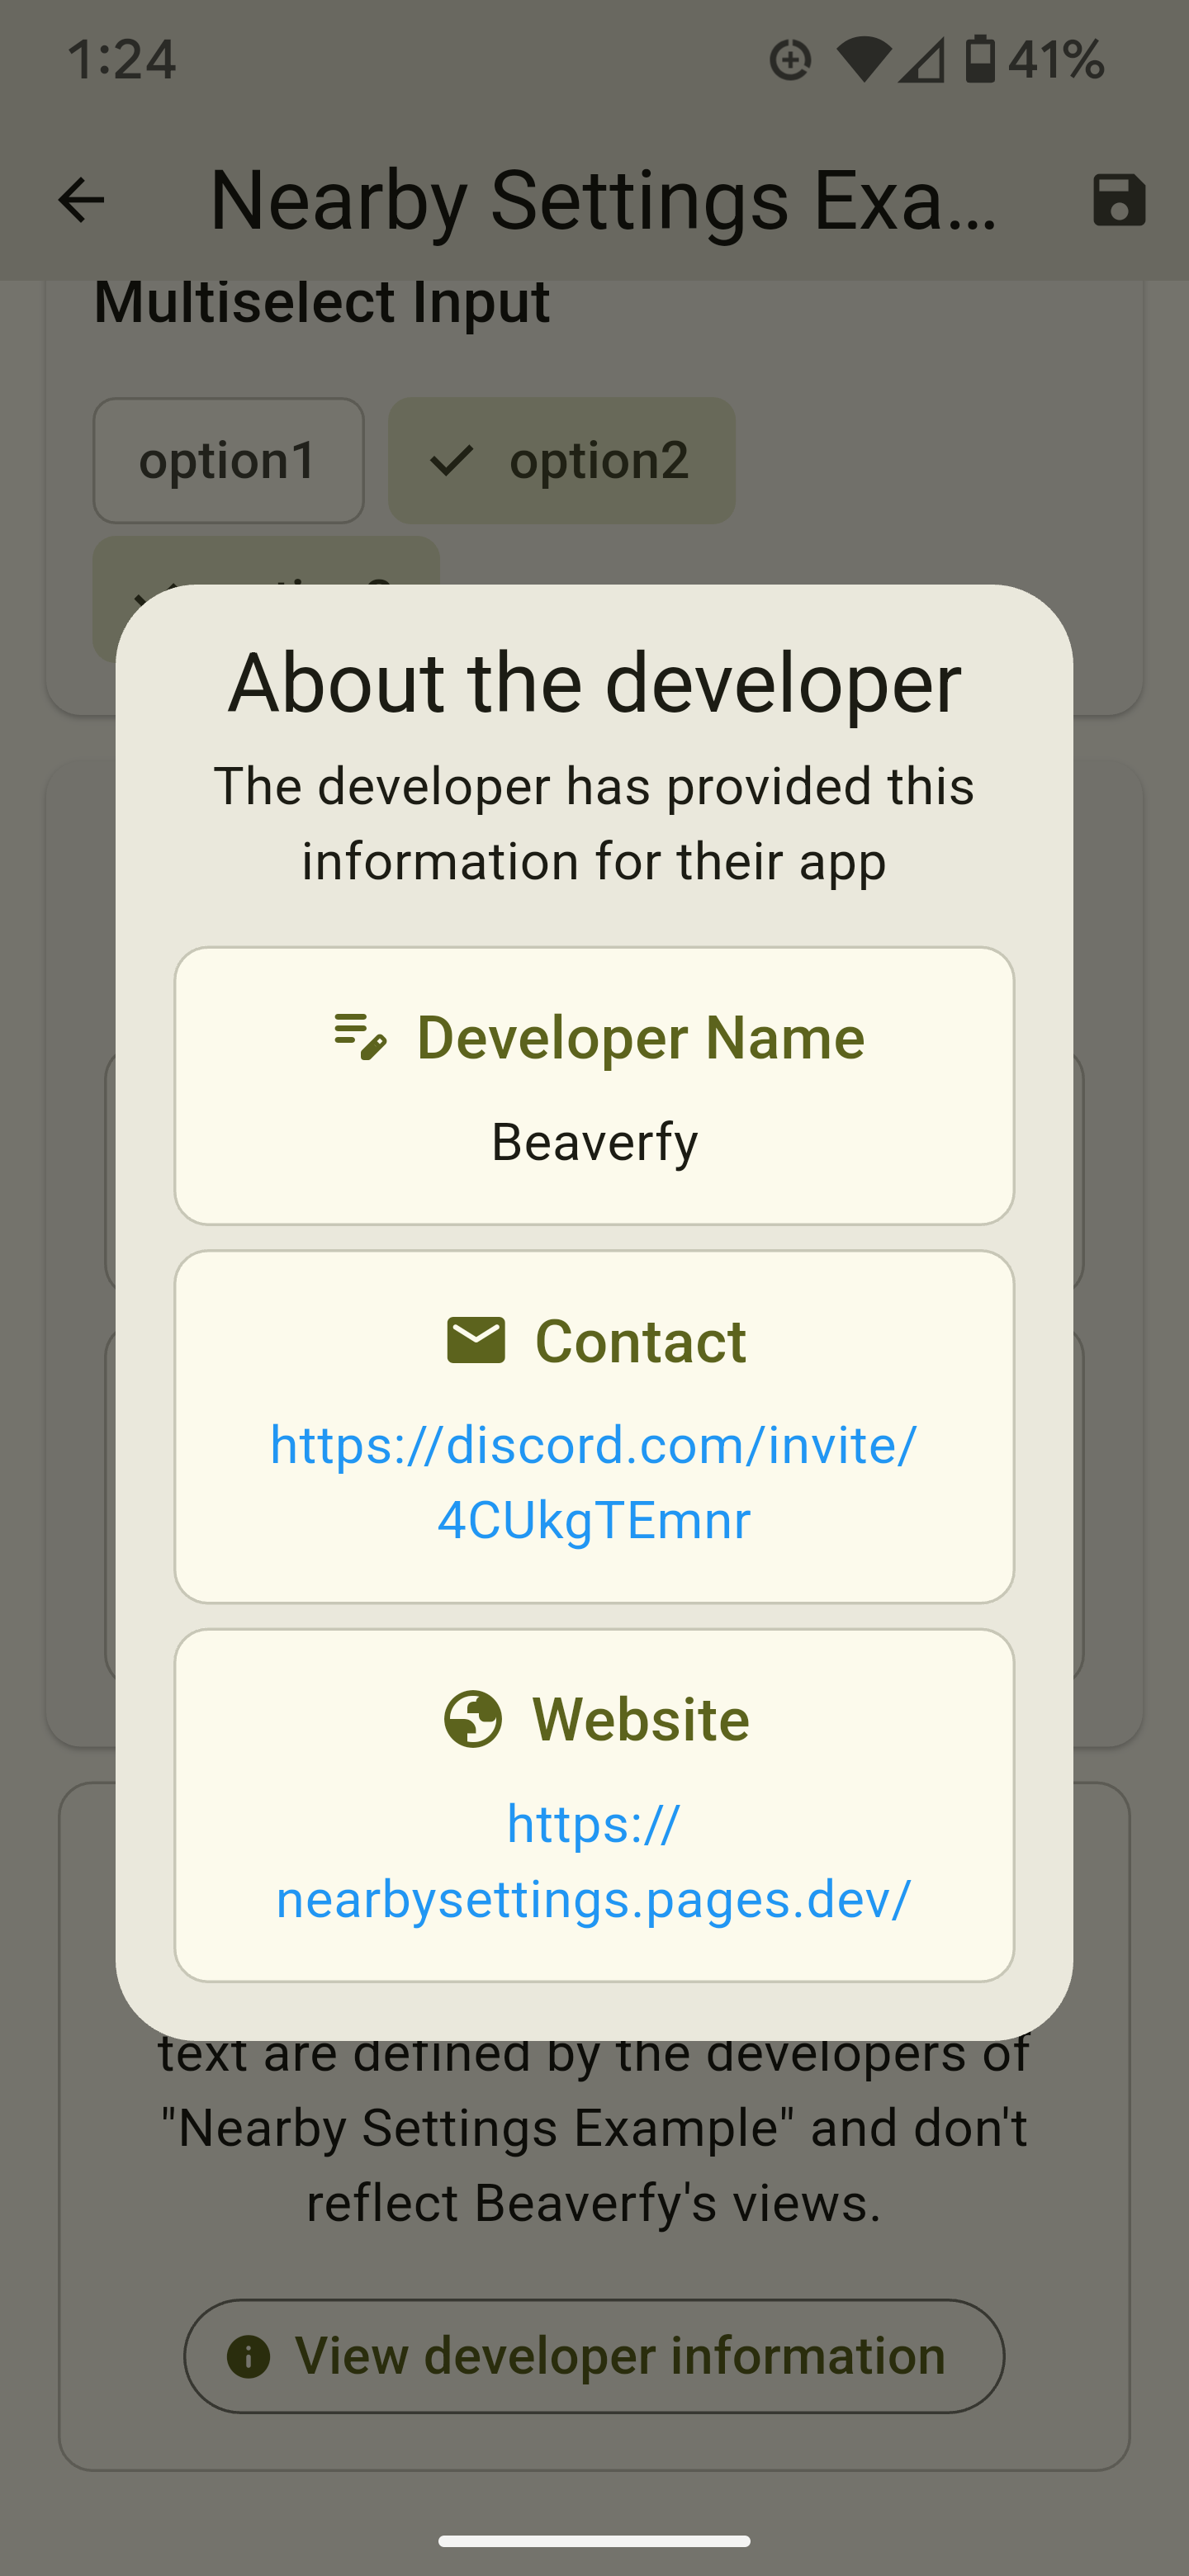 1:24
41%
Nearby Settings Exa...
Multiselect Input
option1
option2
About the developer
The developer has provided this
information for their app
Developer Name
Beaverfy
Contact
https://discord.com/invite/
4CUkgTEmnr
Website
https://
nearbysettings.pages.dev/
text are defined by the developers of
"Nearby Settings Example" and don't
reflect Beaverfy's views.
View developer information